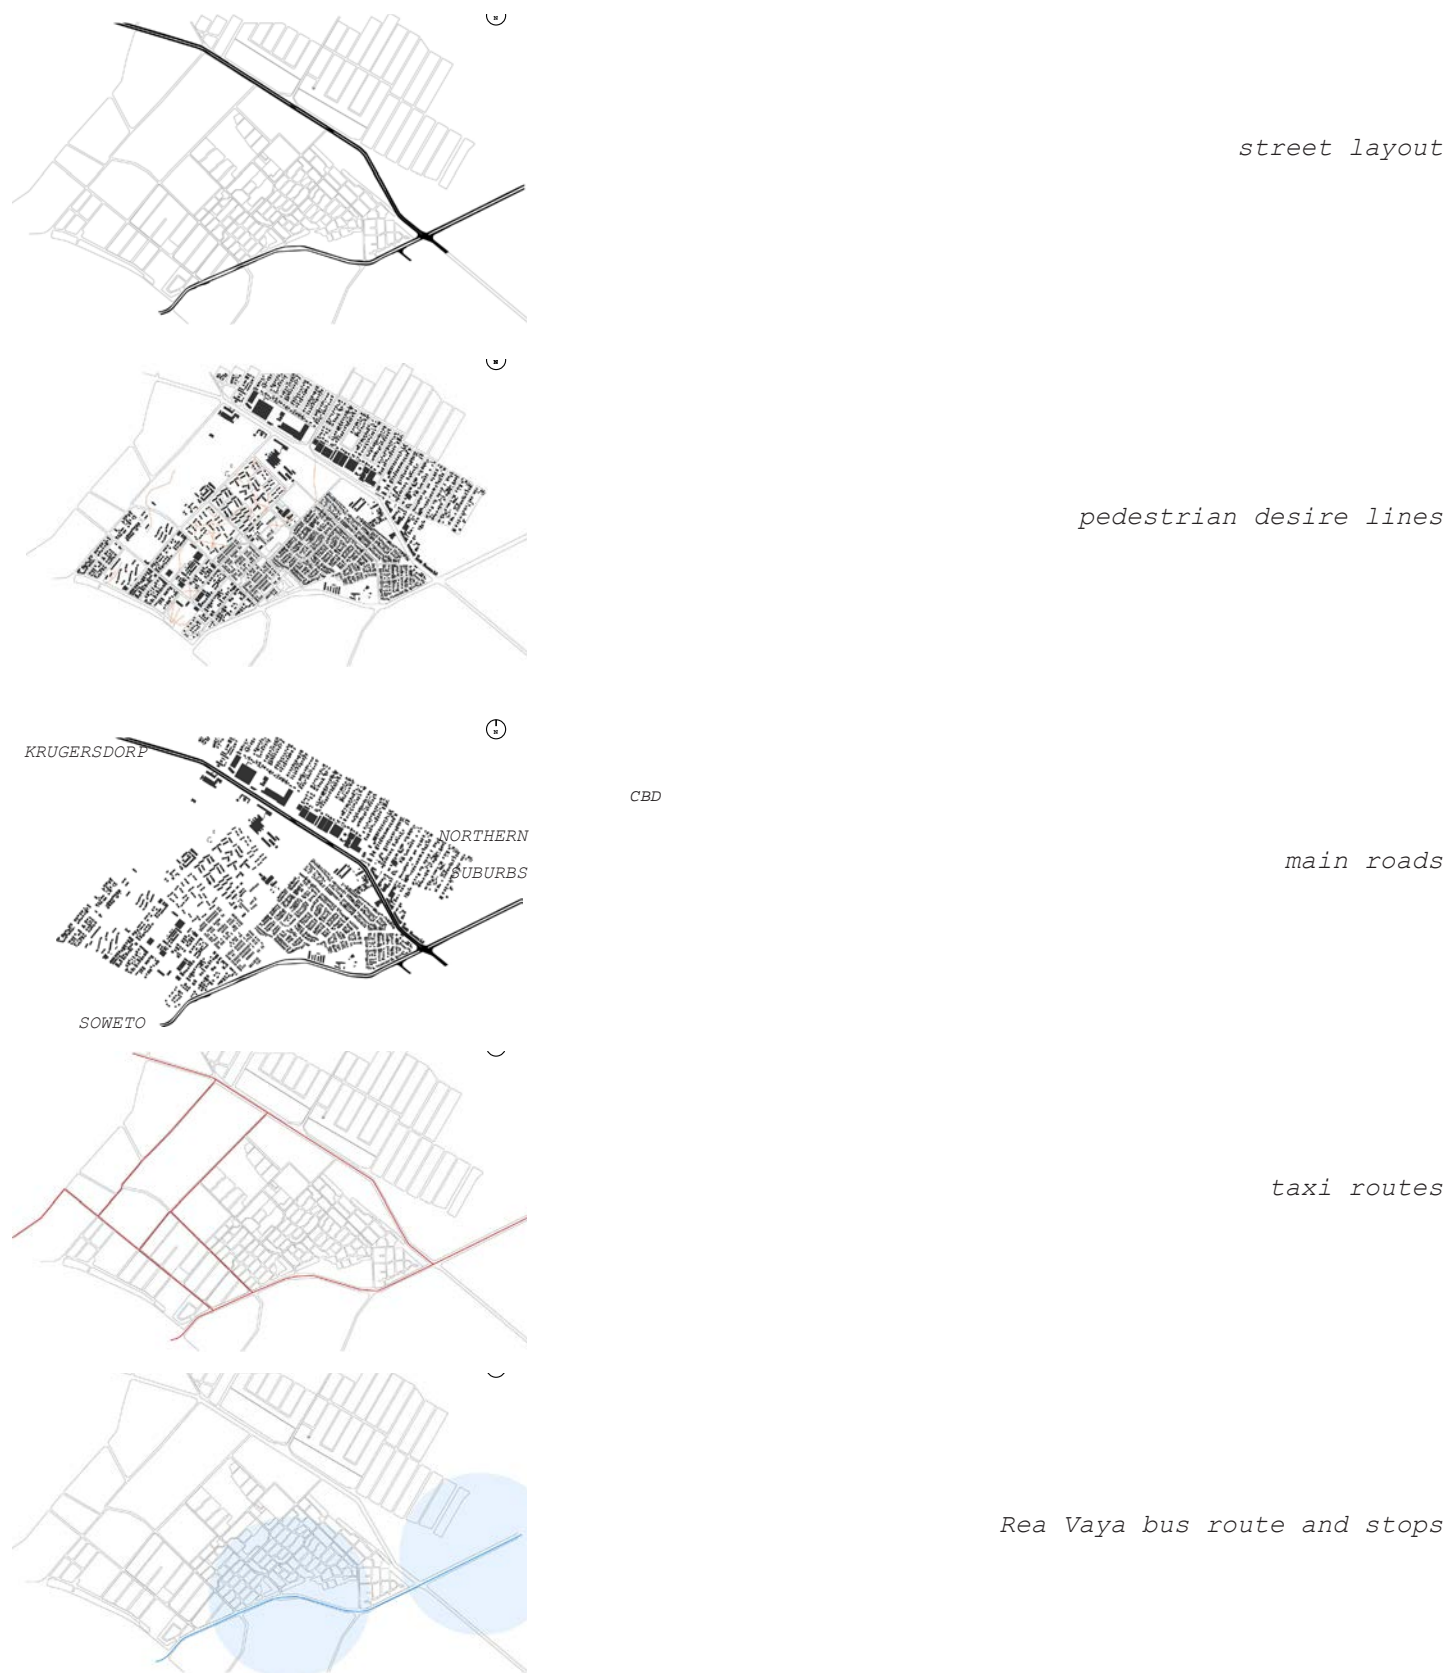 N
street layout
N
pedestrian desire lines
N
KRUGERSDORP
CBD
NORTHERN
SUBURBS
main roads
SOWETO
taxi routes
Rea Vaya bus route and stops